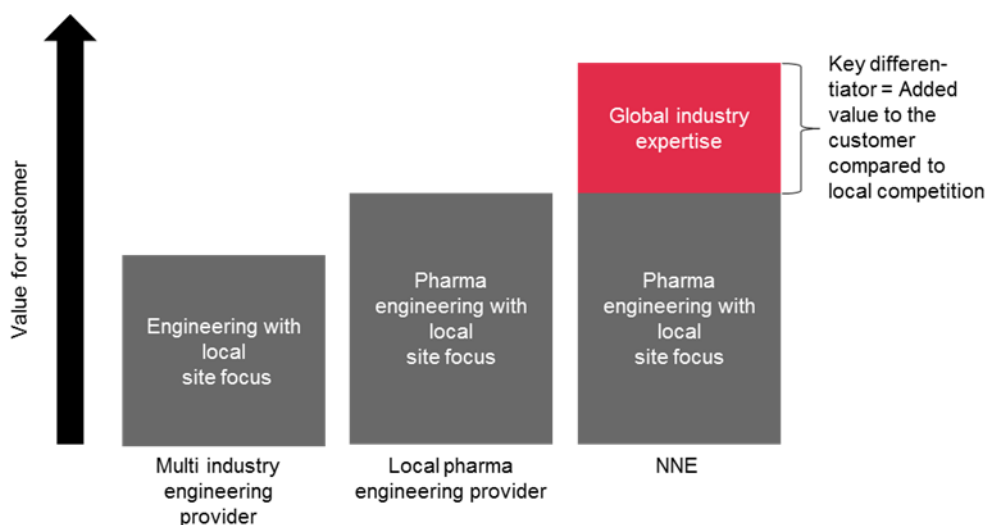 Value for customer
Engineering with
local
site focus
Multi industry
engineering
provider
Pharma
engineering with
local
site focus
Local pharma
engineering provider
Global industry
expertise
Pharma
engineering with
local
site focus
NNE
Key differen-
tiator = Added
value to the
customer
compared to
local competition